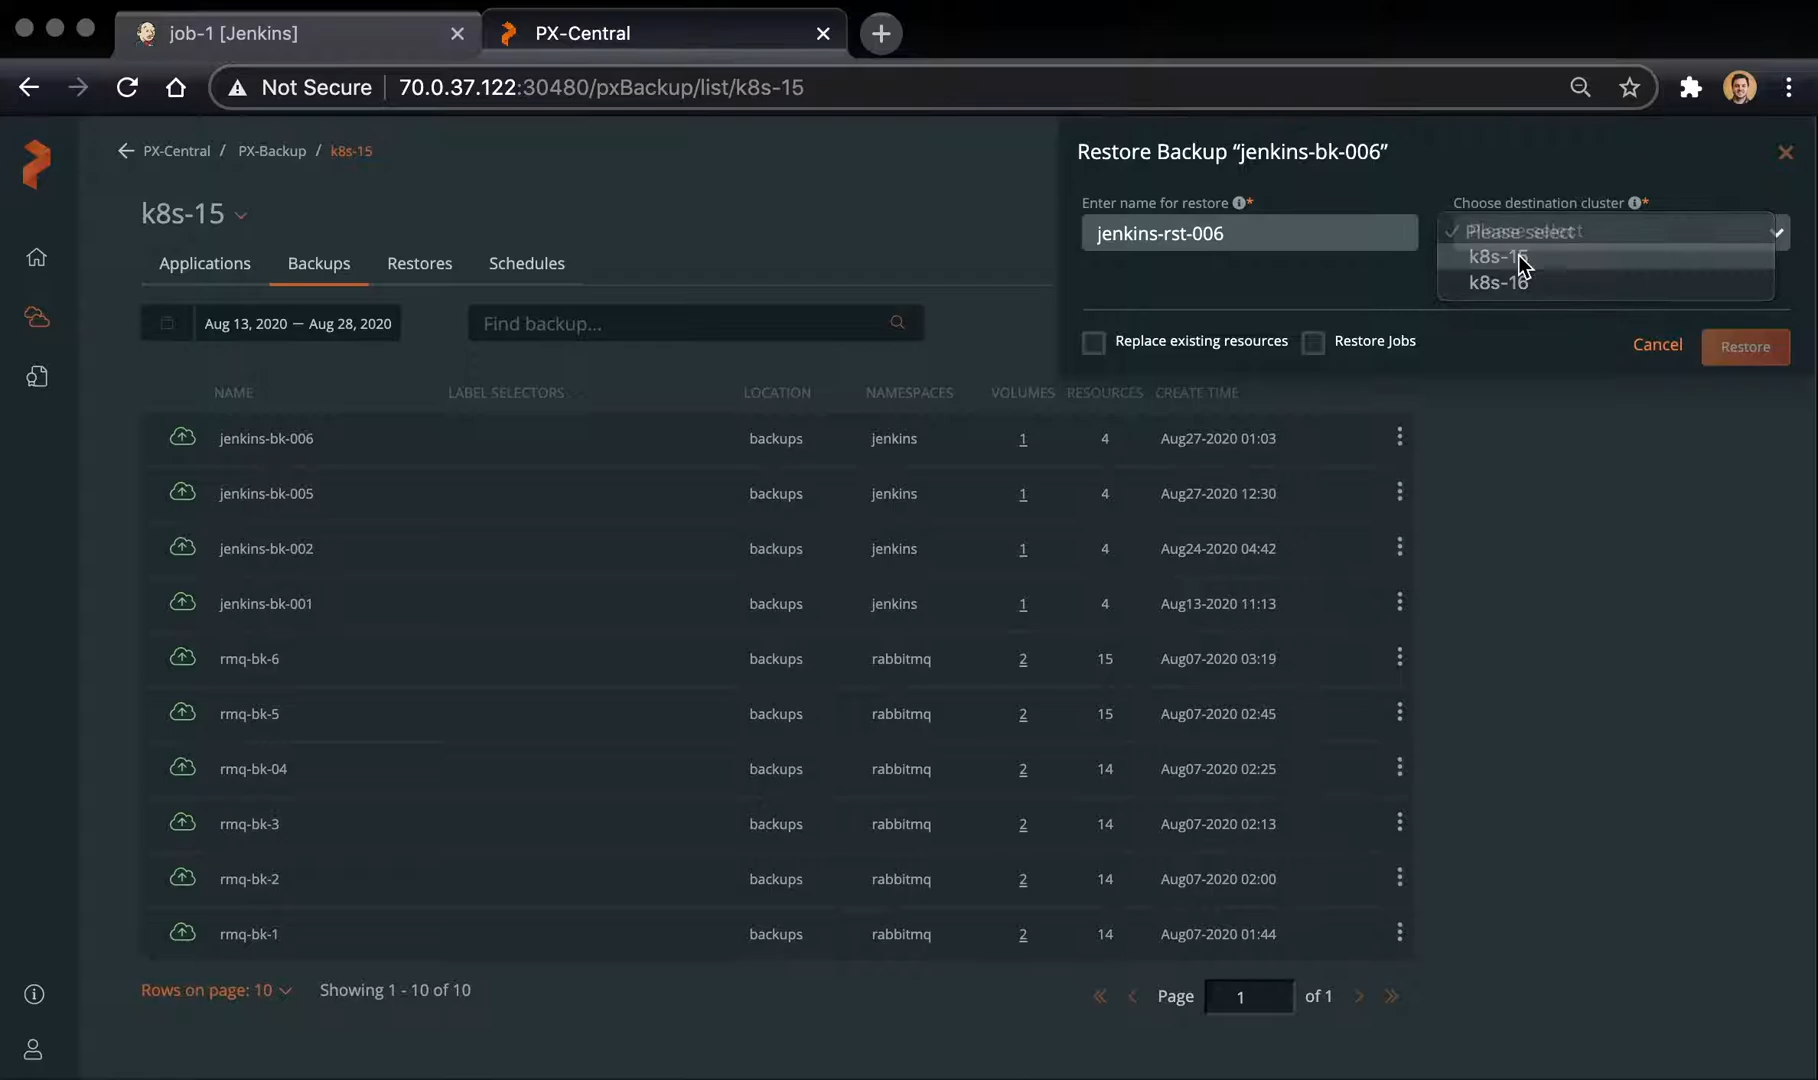 job-1 [Jenkins]
PX-Central
Not Secure
70.0.37.122:30480/pxBackup/list/k8s-15
PX-Central / PX-Backup / k8s-15
k8s-15
Applications
Backups
Restores
Schedules
Aug 13, 2020 — Aug 28, 2020
Find backup...
Restore Backup “jenkins-bk-006”
Enter name for restore *
jenkins-rst-006
Choose destination cluster *
Please select
k8s-15
k8s-16
Replace existing resources
Restore Jobs
Cancel
Restore
NAME LABEL SELECTORS LOCATION NAMESPACES VOLUMES RESOURCES CREATE TIME
jenkins-bk-006 backups jenkins 1 4 Aug27-2020 01:03
jenkins-bk-005 backups jenkins 1 4 Aug27-2020 12:30
jenkins-bk-002 backups jenkins 1 4 Aug24-2020 04:42
jenkins-bk-001 backups jenkins 1 4 Aug13-2020 11:13
rmq-bk-6 backups rabbitmq 2 15 Aug07-2020 03:19
rmq-bk-5 backups rabbitmq 2 15 Aug07-2020 02:45
rmq-bk-04 backups rabbitmq 2 14 Aug07-2020 02:25
rmq-bk-3 backups rabbitmq 2 14 Aug07-2020 02:13
rmq-bk-2 backups rabbitmq 2 14 Aug07-2020 02:00
rmq-bk-1 backups rabbitmq 2 14 Aug07-2020 01:44
Rows on page: 10
Showing 1 - 10 of 10
Page 1 of 1